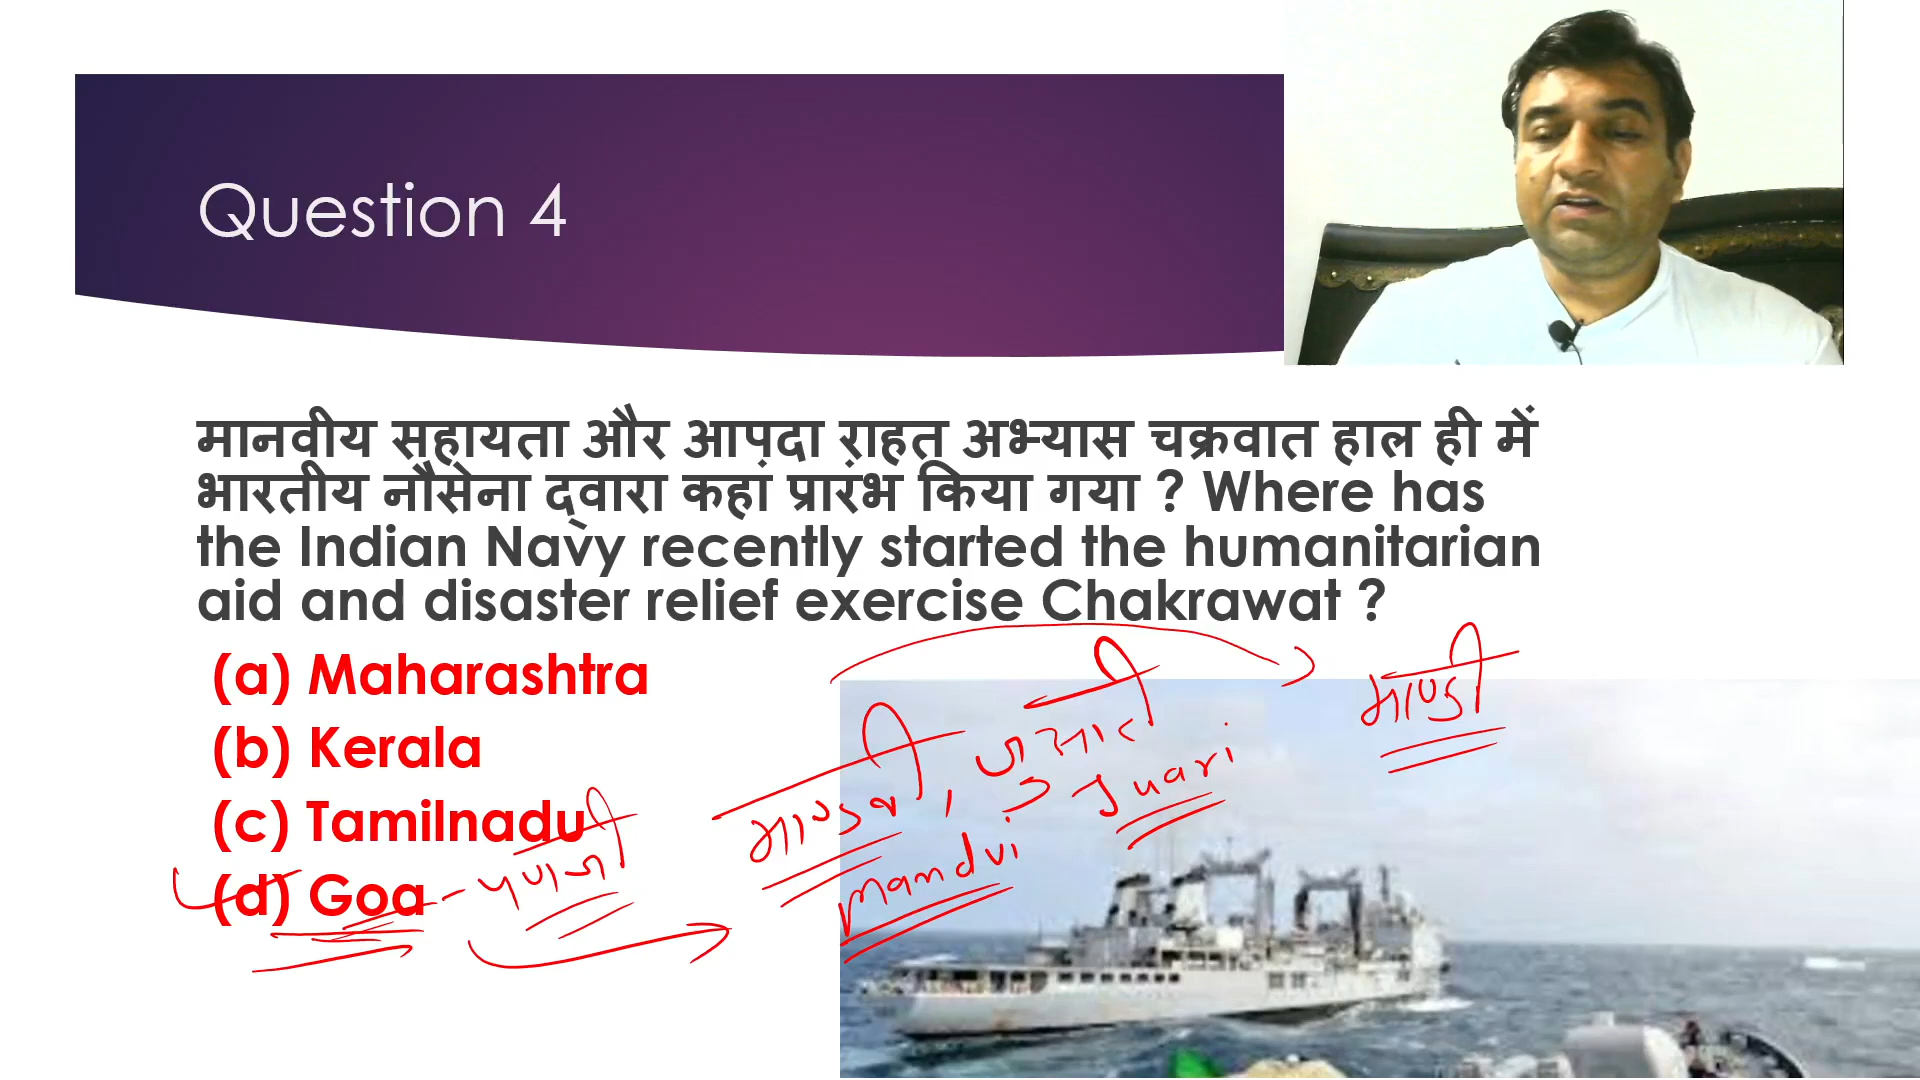 Question 4
मानवीय सहायता और आपदा राहत अभ्यास चक्रवात हाल ही में
भारतीय नौसेना द्वारा कहां प्रारंभ किया गया ? Where has
the Indian Navy recently started the humanitarian
aid and disaster relief exercise Chakrawat ?
(a) Maharashtra
(b) Kerala
(c) Tamilnadu
(d) Goa - पणजी
माण्डवी, जुआरी
mandvi Juari
माण्डवी